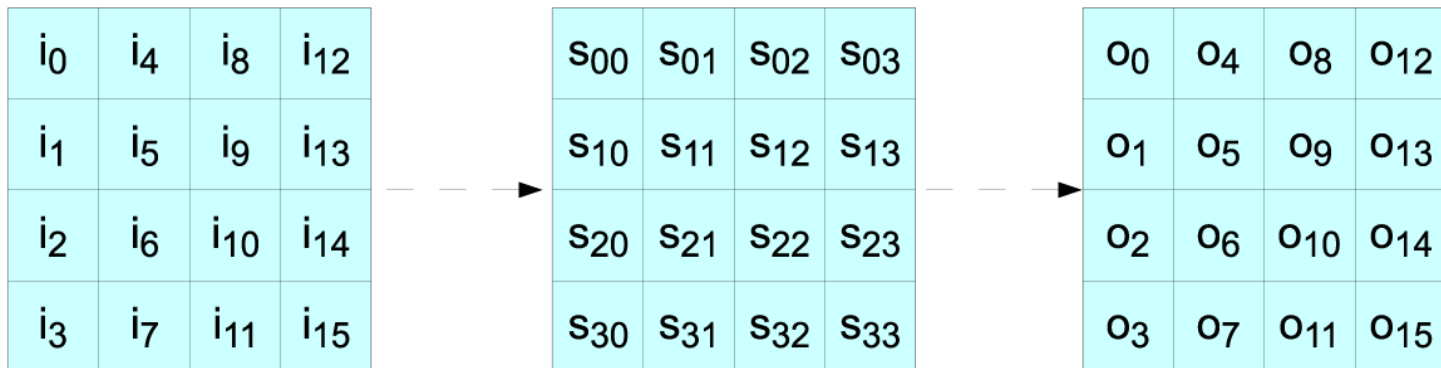 i0 i4 i8 i12 s00 s01 s02 s03 o0 o4 o8 o12
i1 i5 i9 i13 s10 s11 s12 s13 o1 o5 o9 o13
i2 i6 i10 i14 s20 s21 s22 s23 o2 o6 o10 o14
i3 i7 i11 i15 s30 s31 s32 s33 o3 o7 o11 o15